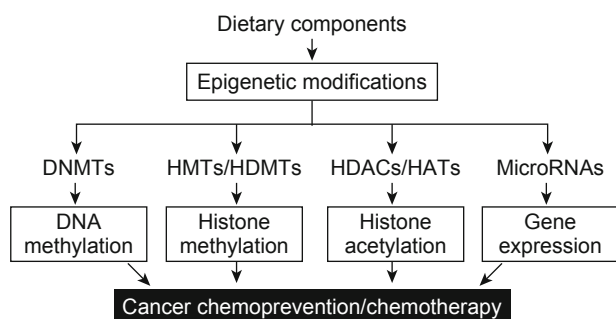 Dietary components
Epigenetic modifications
DNMTs HMTs/HDMTs HDACs/HATs MicroRNAs
DNA Histone Histone Gene
methylation methylation acetylation expression
Cancer chemoprevention/chemotherapy